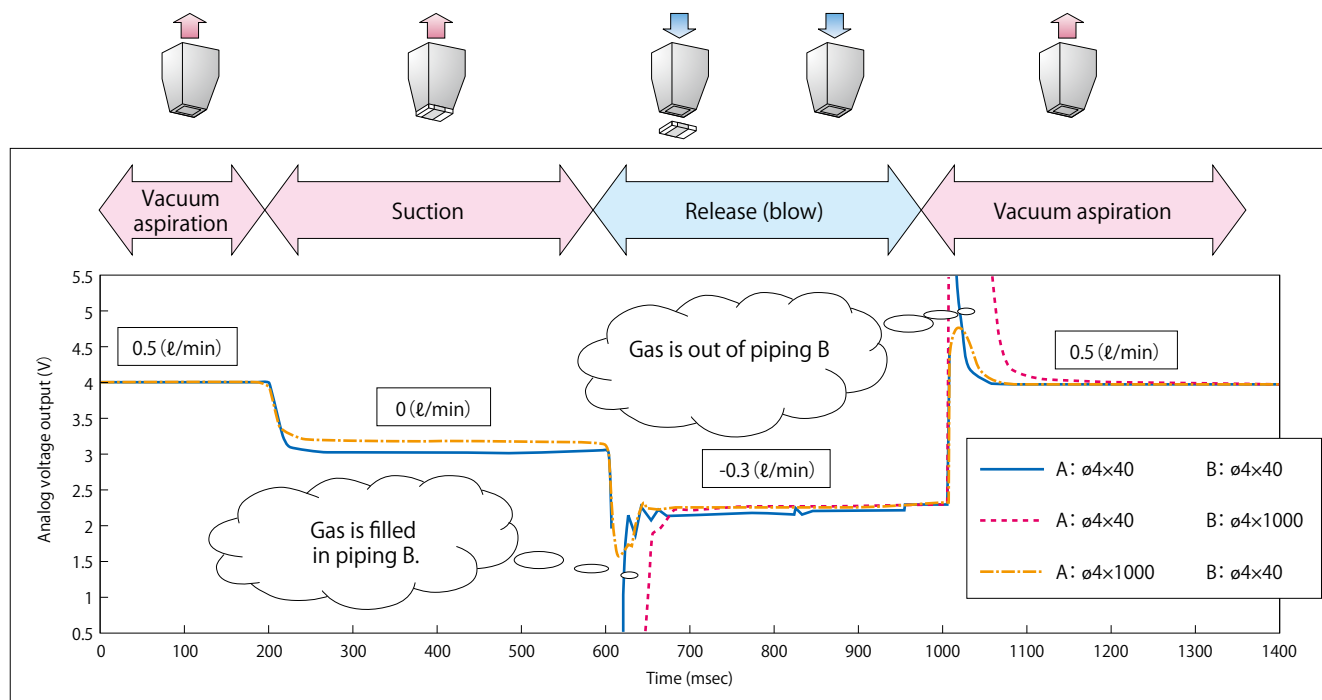 Vacuum
aspiration
Suction
Release (blow)
Vacuum aspiration
Analog voltage output (V)
5.5
5
4.5
4
3.5
3
2.5
2
1.5
1
0.5
0.5 (ℓ/min)
0 (ℓ/min)
-0.3 (ℓ/min)
0.5 (ℓ/min)
Gas is out of piping B
Gas is filled
in piping B.
A: ø4×40 B: ø4×40
A: ø4×40 B: ø4×1000
A: ø4×1000 B: ø4×40
0 100 200 300 400 500 600 700 800 900 1000 1100 1200 1300 1400
Time (msec)